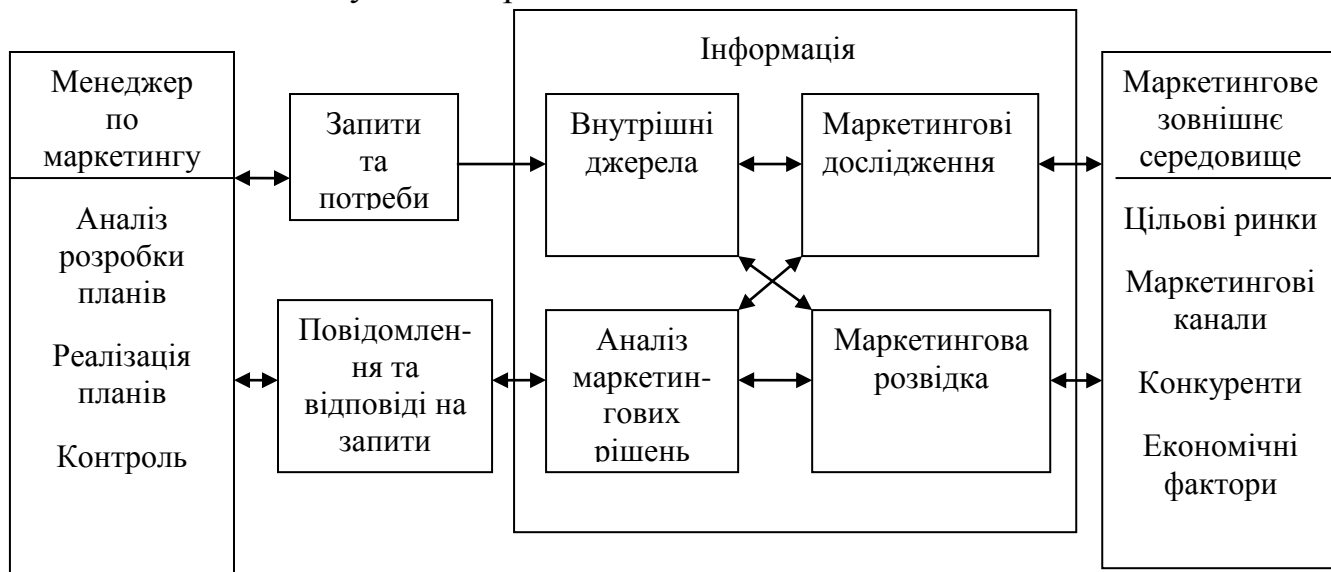 Інформація
Менеджер
по
маркетингу
Аналіз
розробки
планів
Реалізація
планів
Контроль
Запити
та
потреби
Повідомлен-
ня та
відповіді на
запити
Внутрішні
джерела
Маркетингові
дослідження
Аналіз
маркетин-
гових
рішень
Маркетингова
розвідка
Маркетингове
зовнішнє
середовище
Цільові ринки
Маркетингові
канали
Конкуренти
Економічні
фактори